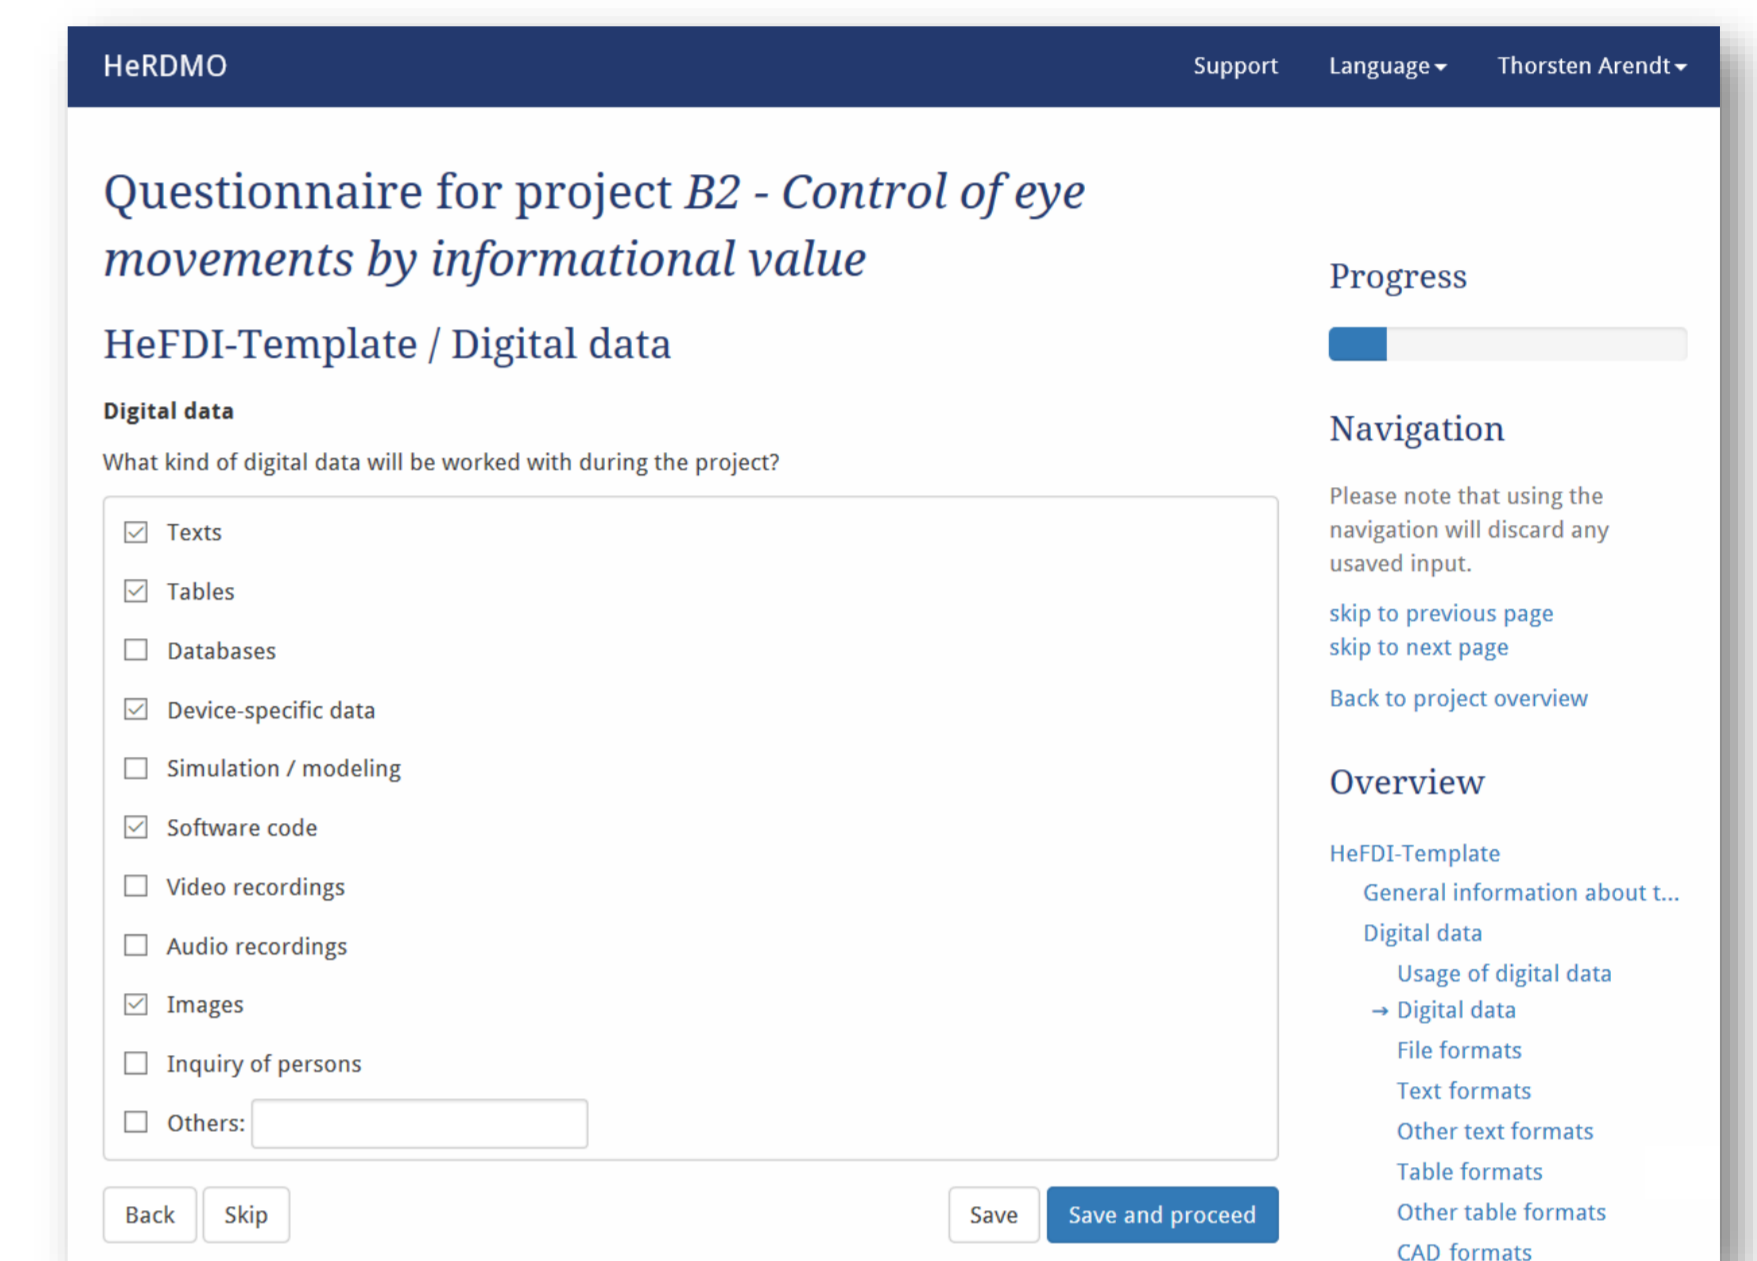 HeRDMO
Support
Language
Thorsten Arendt
Questionnaire for project B2 - Control of eye
movements by informational value
HeFDI-Template / Digital data
Digital data
What kind of digital data will be worked with during the project?
Texts
Tables
Databases
Device-specific data
Simulation / modeling
Software code
Video recordings
Audio recordings
Images
Inquiry of persons
Others:
Back
Skip
Save
Save and proceed
Progress
Navigation
Please note that using the
navigation will discard any
usaved input.
skip to previous page
skip to next page
Back to project overview
Overview
HeFDI-Template
General information about t...
Digital data
Usage of digital data
→ Digital data
File formats
Text formats
Other text formats
Table formats
Other table formats
CAD formats